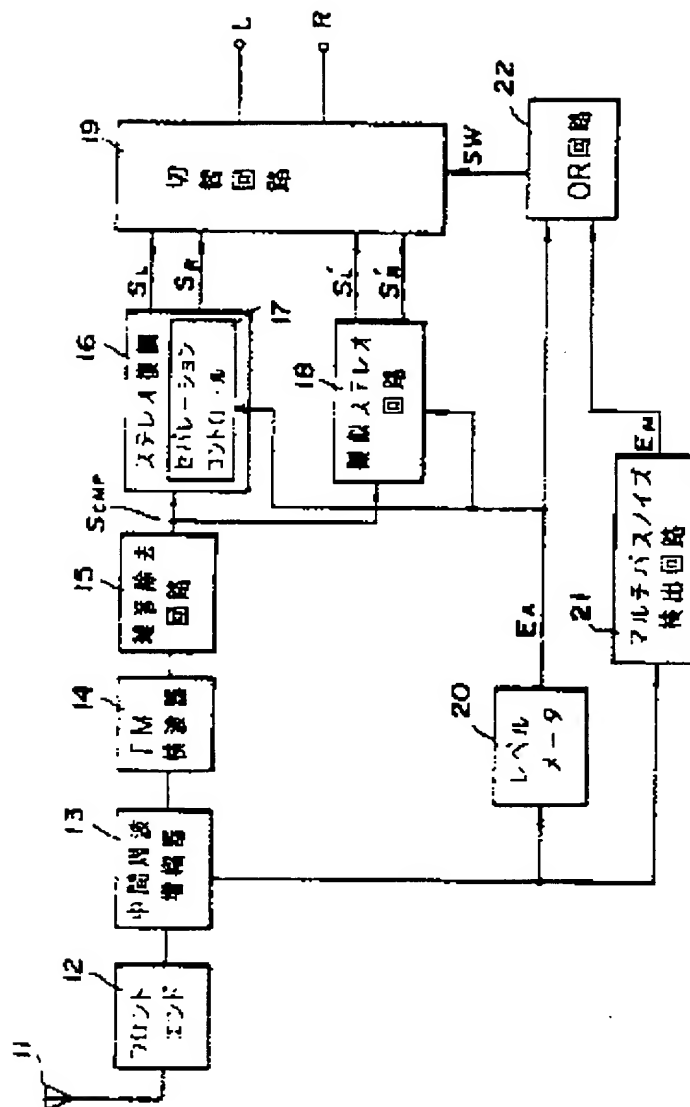 11
12
フロント
エンド
13
中間周波
増幅器
14
FM
検波器
15
雑音除去
回路
SCMP
16
ステレオ復調
17
セパレーション
コントロール
18
擬似ステレオ
回路
SL
SR
SL'
SR'
19
切替
回路
L
R
SW
20
レベル
メータ
EA
21
マルチパスノイズ
検出回路
EM
22
OR回路